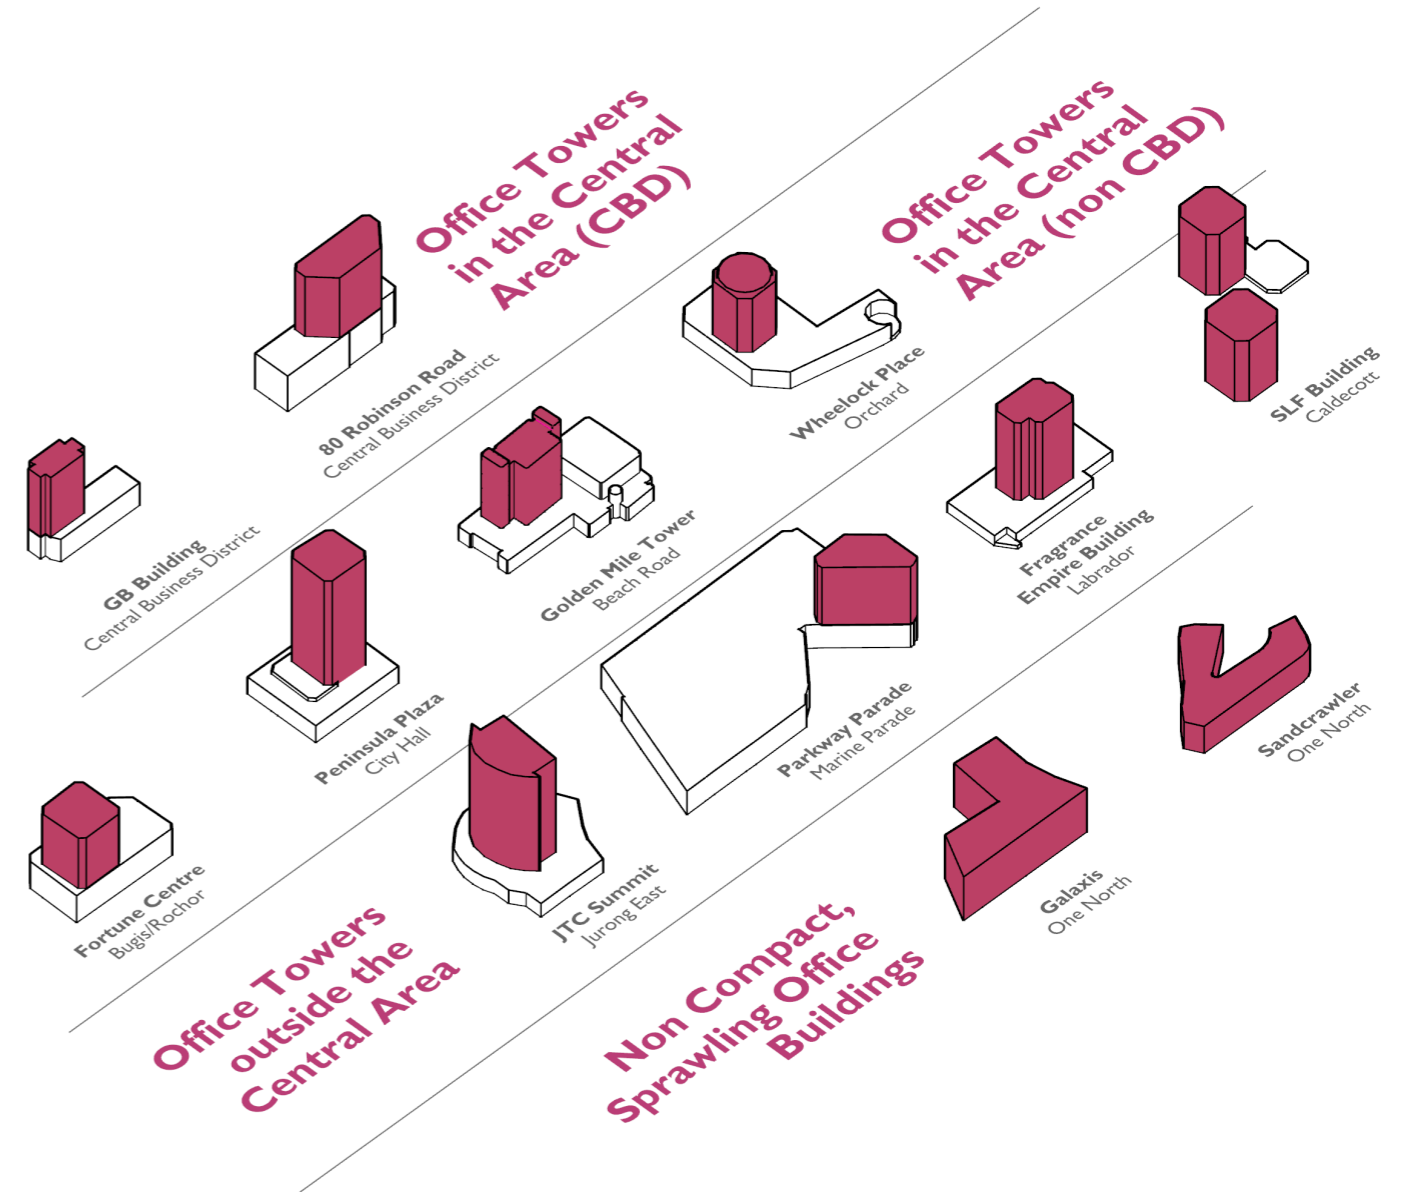 Office Towers
in the Central
Area (CBD)
80 Robinson Road
Central Business District
GB Building
Central Business District
Office Towers
in the Central
Area (non CBD)
Wheelock Place
Orchard
Golden Mile Tower
Beach Road
Peninsula Plaza
City Hall
Fortune Centre
Bugis/Rochor
Office Towers
outside the
Central Area
SLF Building
Caldecott
Fragrance
Empire Building
Labrador
Parkway Parade
Marine Parade
JTC Summit
Jurong East
Non Compact,
Sprawling Office
Buildings
Sandcrawler
One North
Galaxis
One North